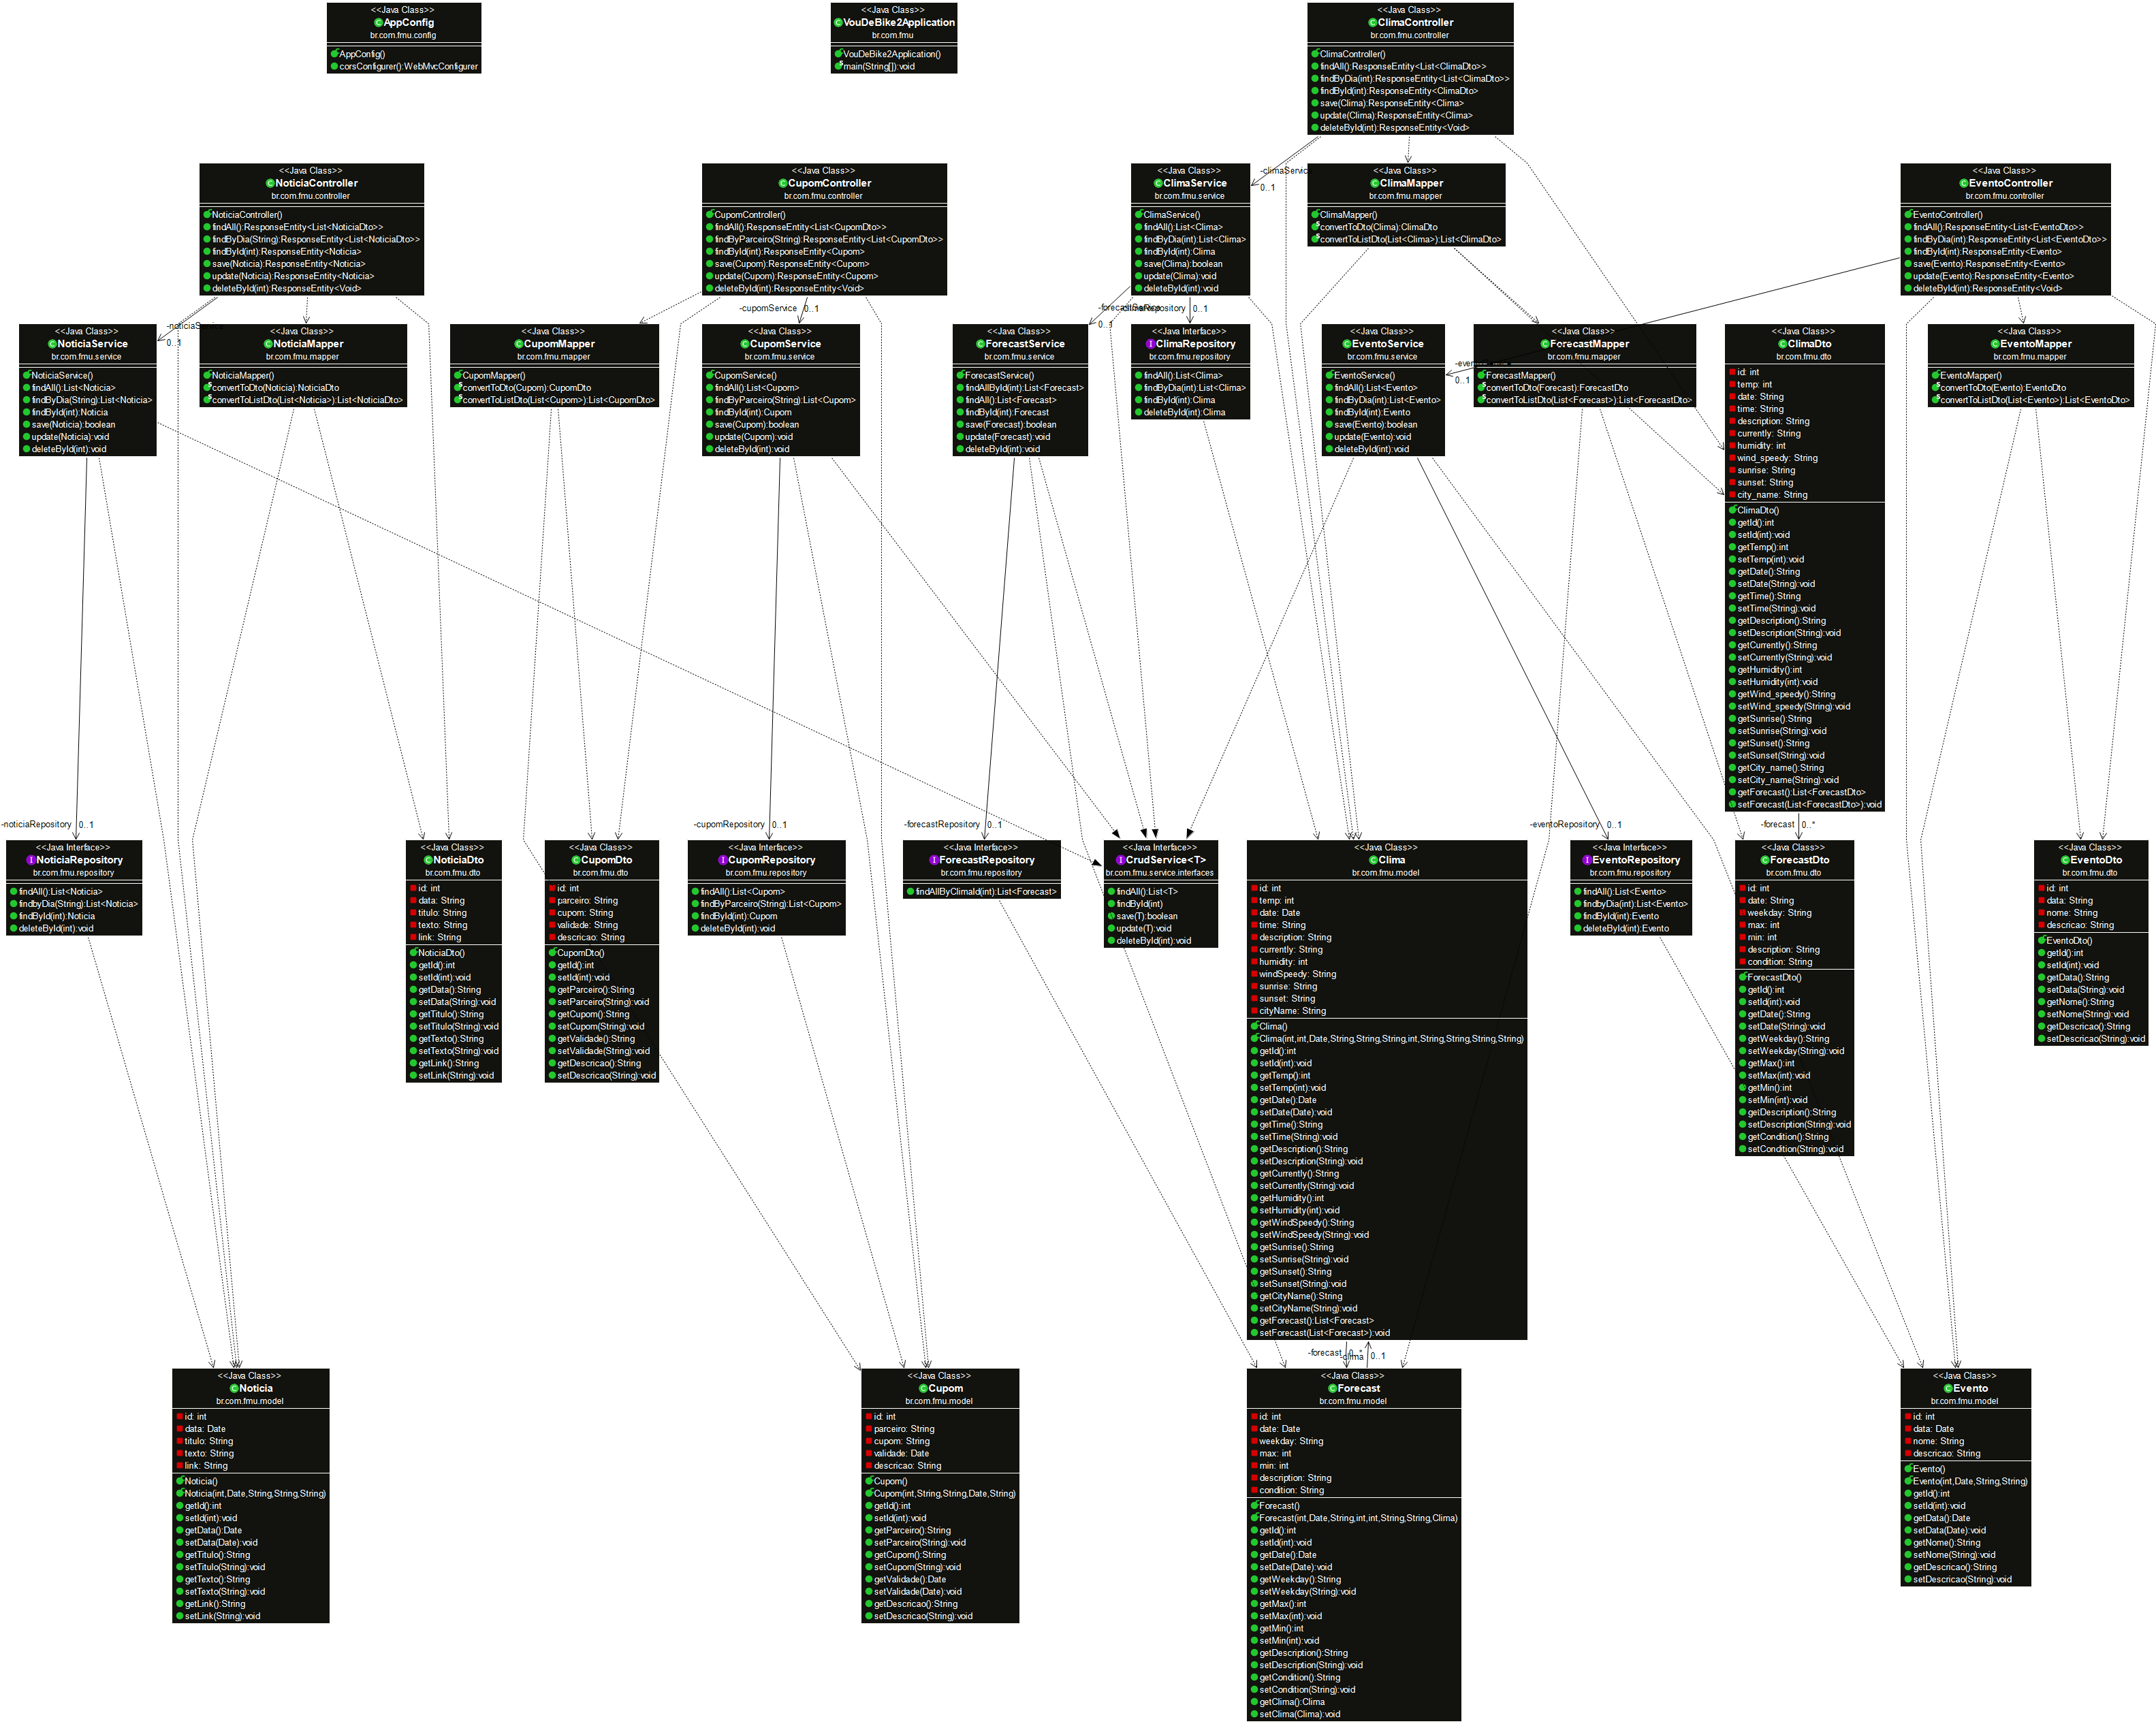 <<Java Class>>
AppConfig
br.com.fmu.config
AppConfig()
corsConfigurer():WebMvcConfigurer
<<Java Class>>
VouDeBike2Application
br.com.fmu
VouDeBike2Application()
main(String[]):void
<<Java Class>>
ClimaController
br.com.fmu.controller
ClimaController()
findAll():ResponseEntity<List<ClimaDto>>
findByDia(int):ResponseEntity<List<ClimaDto>>
findById(int):ResponseEntity<ClimaDto>
save(Clima):ResponseEntity<Clima>
update(Clima):ResponseEntity<Clima>
deleteById(int):ResponseEntity<Void>
<<Java Class>>
NoticiaController
br.com.fmu.controller
NoticiaController()
findAll():ResponseEntity<List<NoticiaDto>>
findByDia(String):ResponseEntity<List<NoticiaDto>>
findById(int):ResponseEntity<Noticia>
save(Noticia):ResponseEntity<Noticia>
update(Noticia):ResponseEntity<Noticia>
deleteById(int):ResponseEntity<Void>
<<Java Class>>
CupomController
br.com.fmu.controller
CupomController()
findAll():ResponseEntity<List<CupomDto>>
findByParceiro(String):ResponseEntity<List<CupomDto>>
findById(int):ResponseEntity<Cupom>
save(Cupom):ResponseEntity<Cupom>
update(Cupom):ResponseEntity<Cupom>
deleteById(int):ResponseEntity<Void>
<<Java Class>>
ClimaService
br.com.fmu.service
ClimaService()
findAll():List<Clima>
findByDia(int):List<Clima>
findById(int):Clima
save(Clima):boolean
update(Clima):void
deleteById(int):void
-climaService
0..1
<<Java Class>>
ClimaMapper
br.com.fmu.mapper
ClimaMapper()
convertToDto(Clima):ClimaDto
convertToListDto(List<Clima>):List<ClimaDto>
<<Java Class>>
EventoController
br.com.fmu.controller
EventoController()
findAll():ResponseEntity<List<EventoDto>>
findByDia(int):ResponseEntity<List<EventoDto>>
findById(int):ResponseEntity<Evento>
save(Evento):ResponseEntity<Evento>
update(Evento):ResponseEntity<Evento>
deleteById(int):ResponseEntity<Void>
<<Java Class>>
NoticiaService
br.com.fmu.service
NoticiaService()
findAll():List<Noticia>
findByDia(String):List<Noticia>
findById(int):Noticia
save(Noticia):boolean
update(Noticia):void
deleteById(int):void
-noticiaService
0..1
<<Java Class>>
NoticiaMapper
br.com.fmu.mapper
NoticiaMapper()
convertToDto(Noticia):NoticiaDto
convertToListDto(List<Noticia>):List<NoticiaDto>
<<Java Class>>
CupomMapper
br.com.fmu.mapper
CupomMapper()
convertToDto(Cupom):CupomDto
convertToListDto(List<Cupom>):List<CupomDto>
-cupomService 0..1
<<Java Class>>
CupomService
br.com.fmu.service
CupomService()
findAll():List<Cupom>
findByParceiro(String):List<Cupom>
findById(int):Cupom
save(Cupom):boolean
update(Cupom):void
deleteById(int):void
<<Java Class>>
ForecastService
br.com.fmu.service
ForecastService()
findAllById(int):List<Forecast>
findAll():List<Forecast>
findById(int):Forecast
save(Forecast):boolean
update(Forecast):void
deleteById(int):void
0..1
0..1
<<Java Interface>>
ClimaRepository
br.com.fmu.repository
findAll():List<Clima>
findByDia(int):List<Clima>
findById(int):Clima
deleteById(int):Clima
<<Java Class>>
EventoService
br.com.fmu.service
EventoService()
findAll():List<Evento>
findByDia(int):List<Evento>
findById(int):Evento
save(Evento):boolean
update(Evento):void
deleteById(int):void
0..1
<<Java Class>>
ForecastMapper
br.com.fmu.mapper
ForecastMapper()
convertToDto(Forecast):ForecastDto
convertToListDto(List<Forecast>):List<ForecastDto>
<<Java Class>>
ClimaDto
br.com.fmu.dto
id: int
temp: int
date: String
time: String
description: String
currently: String
humidity: int
wind_speedy: String
sunrise: String
sunset: String
city_name: String
ClimaDto()
getId():int
setId(int):void
getTemp():int
setTemp(int):void
getDate():String
setDate(String):void
getTime():String
setTime(String):void
getDescription():String
setDescription(String):void
getCurrently():String
setCurrently(String):void
getHumidity():int
setHumidity(int):void
getWind_speedy():String
setWind_speedy(String):void
getSunrise():String
setSunrise(String):void
getSunset():String
setSunset(String):void
getCity_name():String
setCity_name(String):void
getForecast():List<ForecastDto>
setForecast(List<ForecastDto>):void
<<Java Class>>
EventoMapper
br.com.fmu.mapper
EventoMapper()
convertToDto(Evento):EventoDto
convertToListDto(List<Evento>):List<EventoDto>
-noticiaRepository 0..1
<<Java Interface>>
NoticiaRepository
br.com.fmu.repository
findAll():List<Noticia>
findbyDia(String):List<Noticia>
findById(int):Noticia
deleteById(int):void
<<Java Class>>
NoticiaDto
br.com.fmu.dto
id: int
data: String
titulo: String
texto: String
link: String
NoticiaDto()
getId():int
setId(int):void
getData():String
setData(String):void
getTitulo():String
setTitulo(String):void
getTexto():String
setTexto(String):void
getLink():String
setLink(String):void
<<Java Class>>
CupomDto
br.com.fmu.dto
id: int
parceiro: String
cupom: String
validade: String
descricao: String
CupomDto()
getId():int
setId(int):void
getParceiro():String
setParceiro(String):void
getCupom():String
setCupom(String):void
getValidade():String
setValidade(String):void
getDescricao():String
setDescricao(String):void
-cupomRepository 0..1
<<Java Interface>>
CupomRepository
br.com.fmu.repository
findAll():List<Cupom>
findByParceiro(String):List<Cupom>
findById(int):Cupom
deleteById(int):void
-forecastRepository 0..1
<<Java Interface>>
ForecastRepository
br.com.fmu.repository
findAllByClimaId(int):List<Forecast>
<<Java Interface>>
CrudService<T>
br.com.fmu.service.interfaces
findAll():List<T>
findById(int)
save(T):boolean
update(T):void
deleteById(int):void
<<Java Class>>
Clima
br.com.fmu.model
id: int
temp: int
date: Date
time: String
description: String
currently: String
humidity: int
windSpeedy: String
sunrise: String
sunset: String
cityName: String
Clima()
Clima(int,int,Date,String,String,String,int,String,String,String,String)
getId():int
setId(int):void
getTemp():int
setTemp(int):void
getDate():Date
setDate(Date):void
getTime():String
setTime(String):void
getDescription():String
setDescription(String):void
getCurrently():String
setCurrently(String):void
getHumidity():int
setHumidity(int):void
getWindSpeedy():String
setWindSpeedy(String):void
getSunrise():String
setSunrise(String):void
getSunset():String
setSunset(String):void
getCityName():String
setCityName(String):void
getForecast():List<Forecast>
setForecast(List<Forecast>):void
-eventoRepository 0..1
<<Java Interface>>
EventoRepository
br.com.fmu.repository
findAll():List<Evento>
findbyDia(int):List<Evento>
findById(int):Evento
deleteById(int):Evento
-forecast 0..*
<<Java Class>>
ForecastDto
br.com.fmu.dto
id: int
date: String
weekday: String
max: int
min: int
description: String
condition: String
ForecastDto()
getId():int
setId(int):void
getDate():String
setDate(String):void
getWeekday():String
setWeekday(String):void
getMax():int
setMax(int):void
getMin():int
setMin(int):void
getDescription():String
setDescription(String):void
getCondition():String
setCondition(String):void
<<Java Class>>
EventoDto
br.com.fmu.dto
id: int
data: String
nome: String
descricao: String
EventoDto()
getId():int
setId(int):void
getData():String
setData(String):void
getNome():String
setNome(String):void
getDescricao():String
setDescricao(String):void
<<Java Class>>
Noticia
br.com.fmu.model
id: int
data: Date
titulo: String
texto: String
link: String
Noticia()
Noticia(int,Date,String,String,String)
getId():int
setId(int):void
getData():Date
setData(Date):void
getTitulo():String
setTitulo(String):void
getTexto():String
setTexto(String):void
getLink():String
setLink(String):void
<<Java Class>>
Cupom
br.com.fmu.model
id: int
parceiro: String
cupom: String
validade: Date
descricao: String
Cupom()
Cupom(int,String,String,Date,String)
getId():int
setId(int):void
getParceiro():String
setParceiro(String):void
getCupom():String
setCupom(String):void
getValidade():Date
setValidade(Date):void
getDescricao():String
setDescricao(String):void
-forecast 0..*
-clima 0..1
<<Java Class>>
Forecast
br.com.fmu.model
id: int
date: Date
weekday: String
max: int
min: int
description: String
condition: String
Forecast()
Forecast(int,Date,String,int,int,String,String,Clima)
getId():int
setId(int):void
getDate():Date
setDate(Date):void
getWeekday():String
setWeekday(String):void
getMax():int
setMax(int):void
getMin():int
setMin(int):void
getDescription():String
setDescription(String):void
getCondition():String
setCondition(String):void
getClima():Clima
setClima(Clima):void
<<Java Class>>
Evento
br.com.fmu.model
id: int
data: Date
nome: String
descricao: String
Evento()
Evento(int,Date,String,String)
getId():int
setId(int):void
getData():Date
setData(Date):void
getNome():String
setNome(String):void
getDescricao():String
setDescricao(String):void